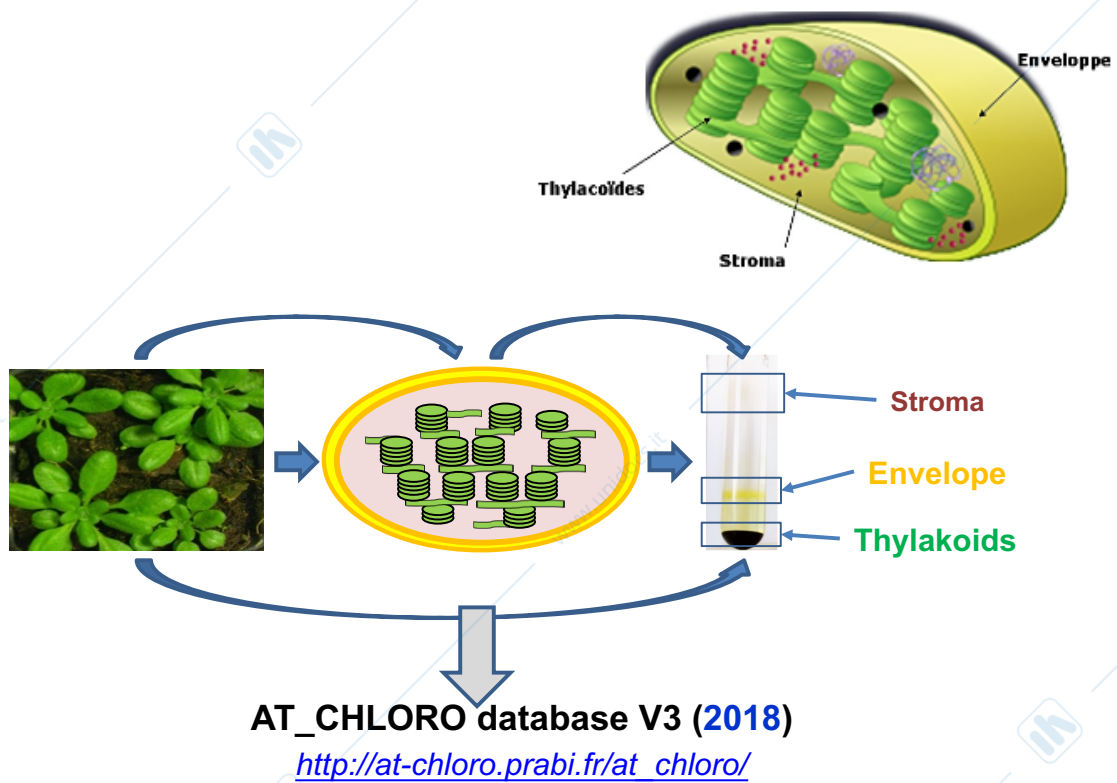 Enveloppe
Thylacoïdes
Stroma
Stroma
Envelope
Thylakoids
AT_CHLORO database V3 (2018)
http://at-chloro.prabi.fr/at_chloro/